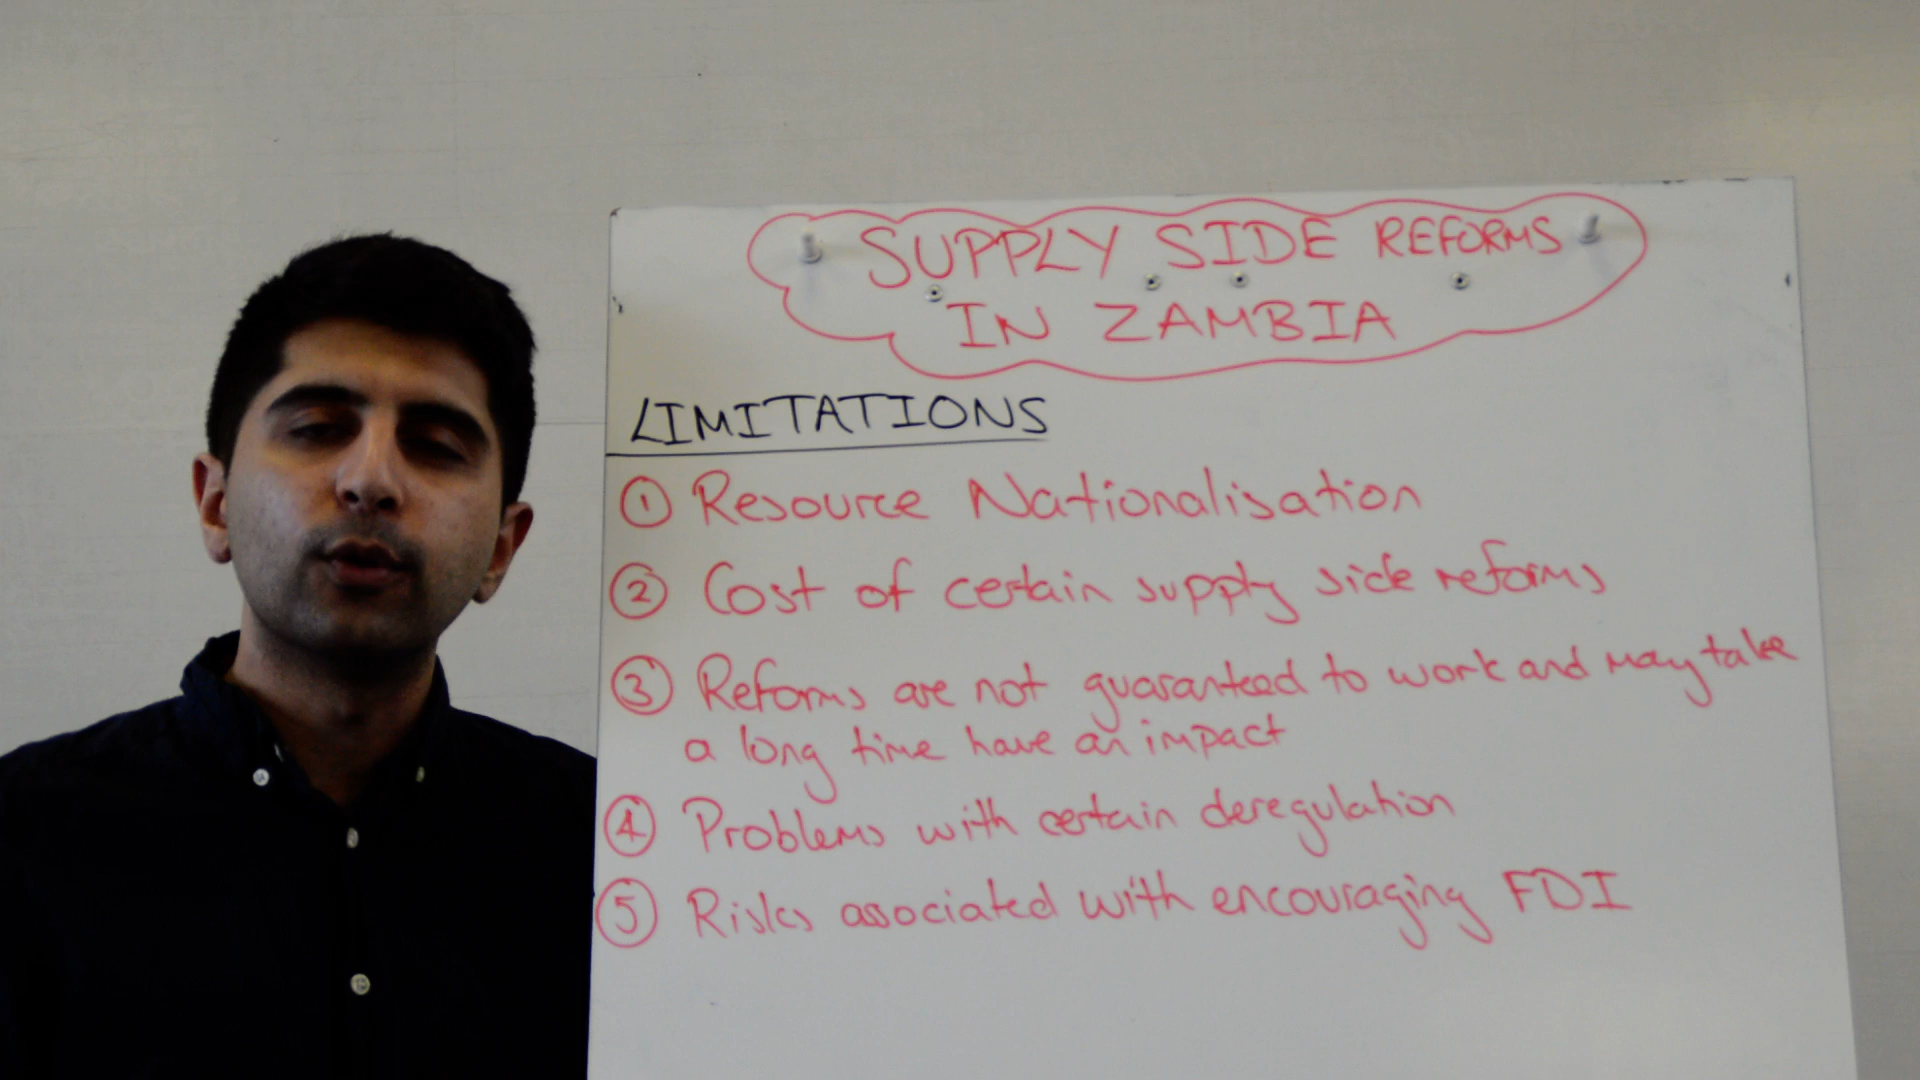 SUPPLY SIDE REFORMS
IN ZAMBIA
LIMITATIONS
① Resource Nationalisation
② Cost of certain supply side reforms
③ Reforms are not guaranteed to work and may take
a long time have an impact
④ Problems with certain deregulation
⑤ Risks associated with encouraging FDI